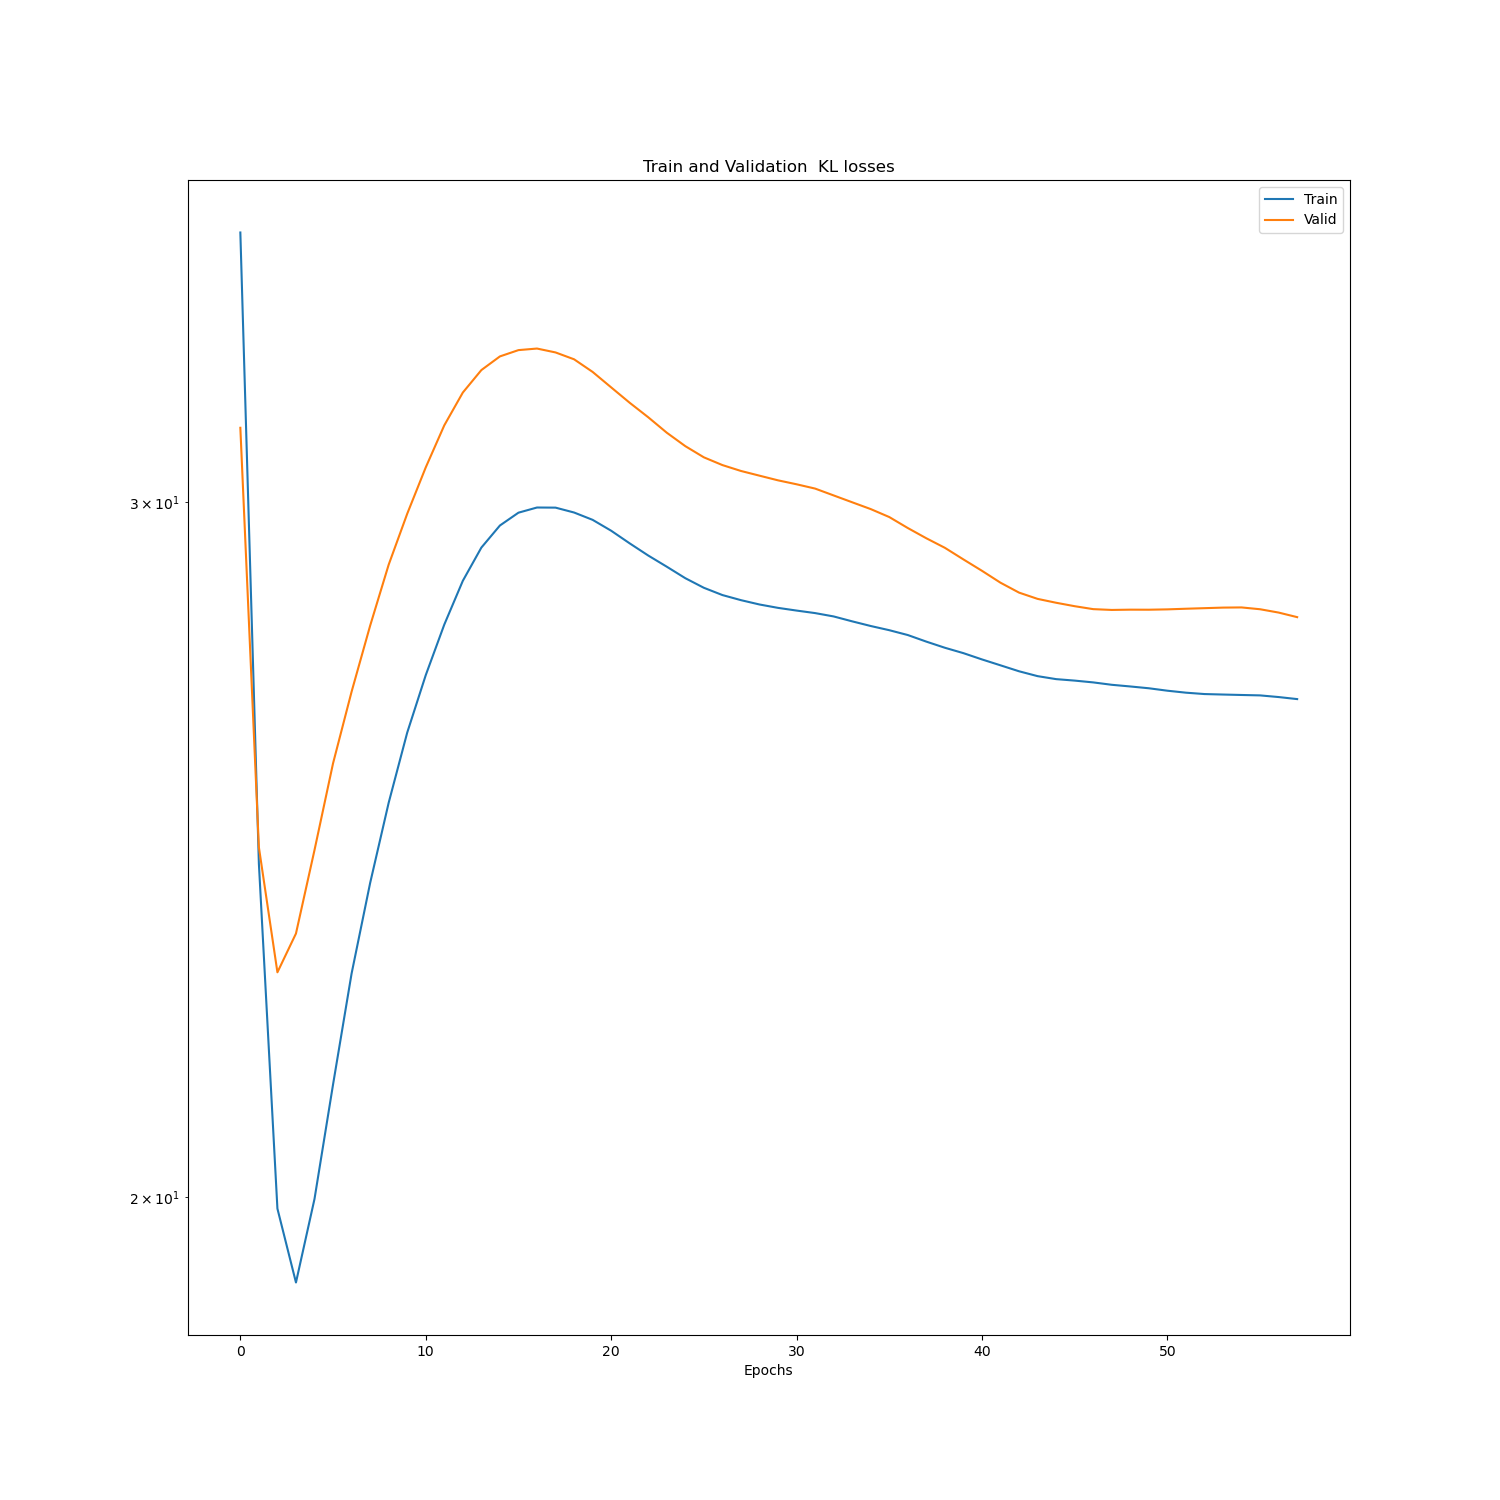 Train and Validation  KL losses
Train
Valid
3 × 10¹
2 × 10¹
0 10 20 30 40 50
Epochs